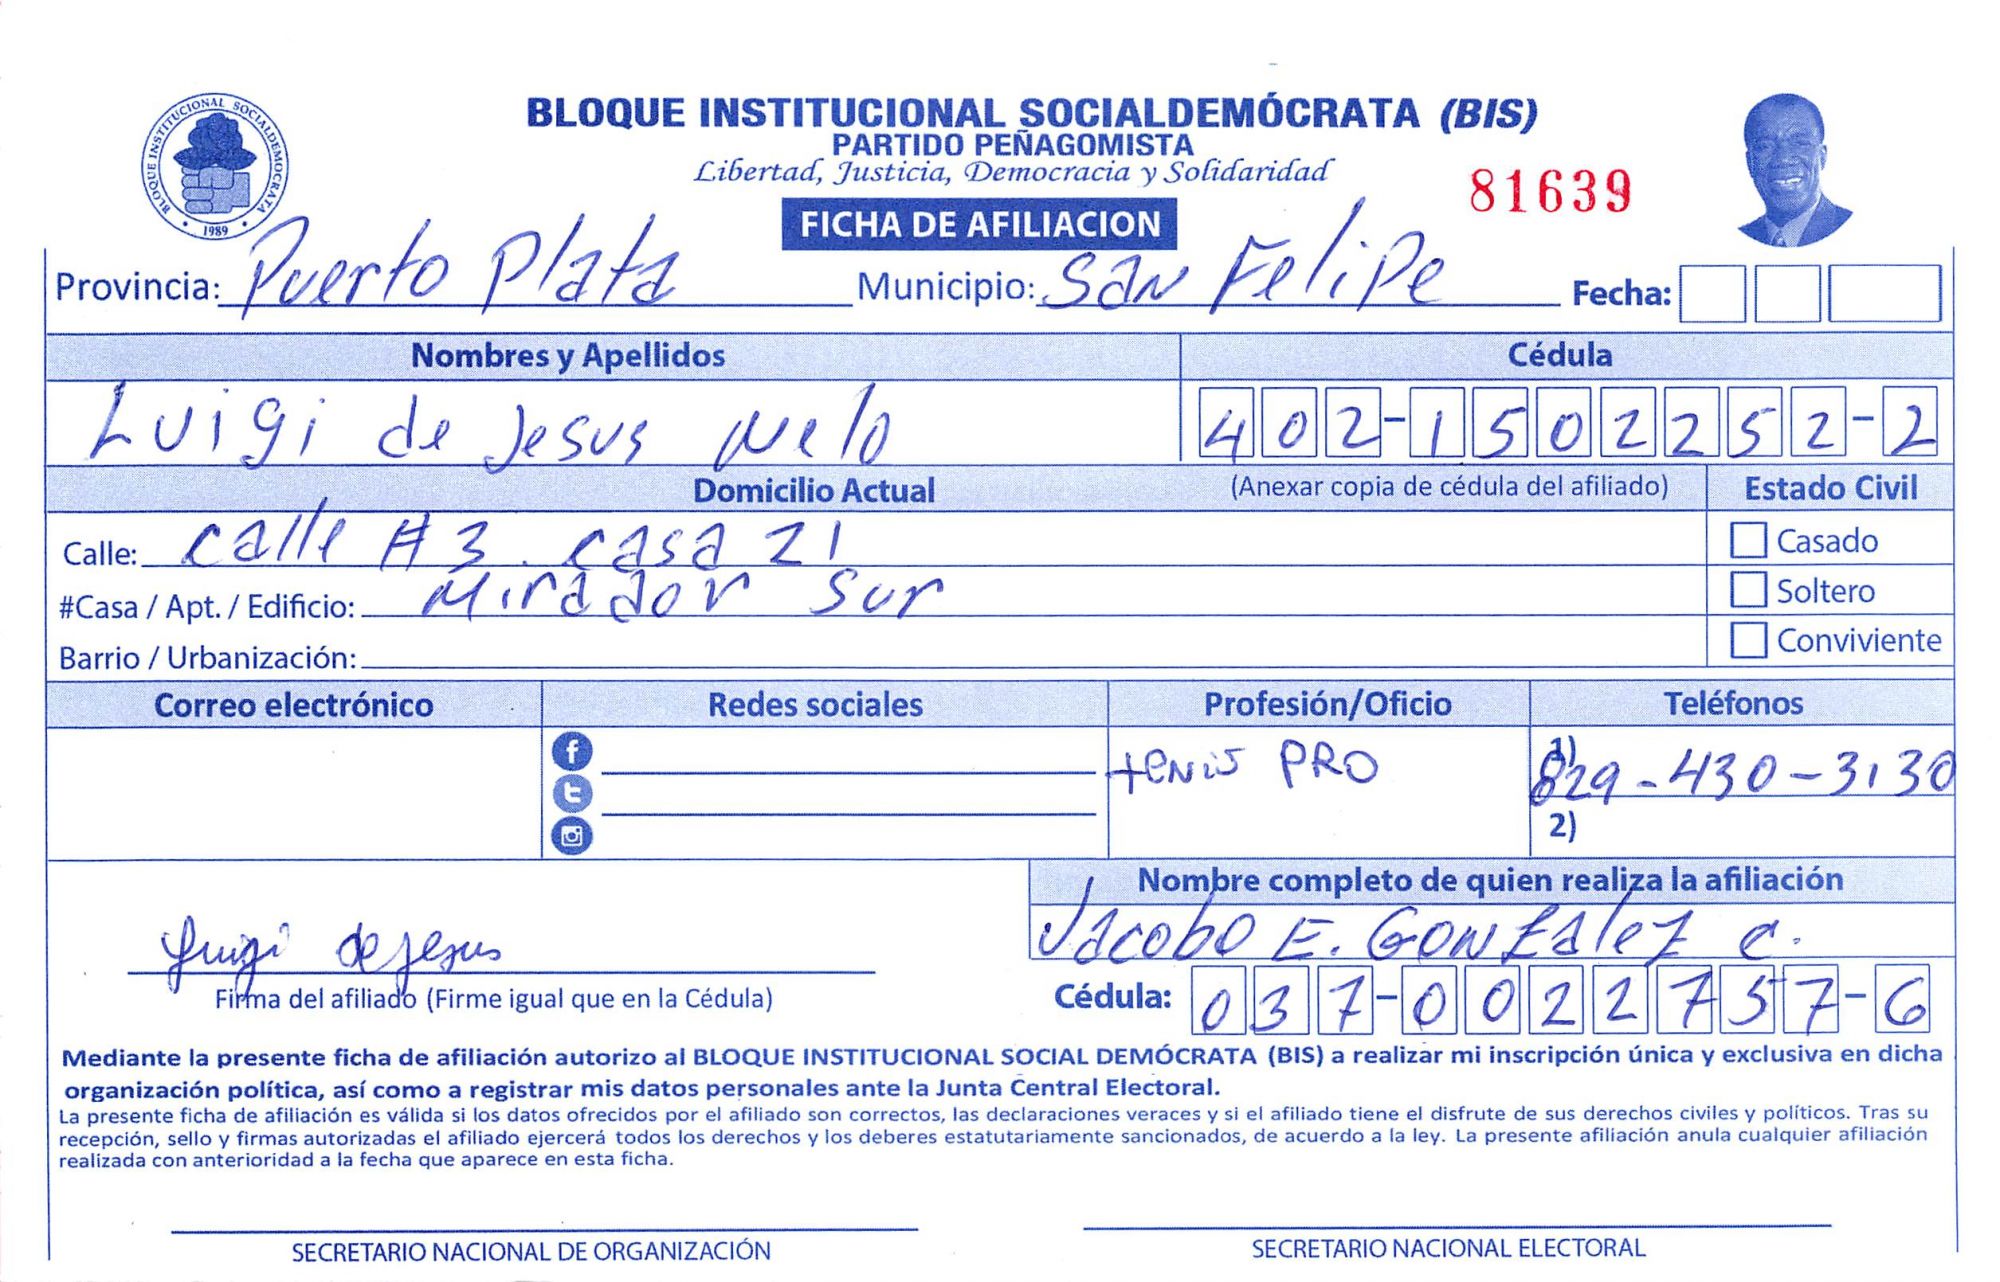 BLOQUE INSTITUCIONAL SOCIALDEMOCRATA
1989
BLOQUE INSTITUCIONAL SOCIALDEMÓCRATA (BIS)
PARTIDO PEÑAGOMISTA
Libertad, Justicia, Democracia y Solidaridad
81639
FICHA DE AFILIACION
Provincia: Puerto Plata Municipio: San Felipe Fecha:
Nombres y Apellidos Cédula
Luigi de Jesus Nelo 402-1502252-2
Domicilio Actual (Anexar copia de cédula del afiliado) Estado Civil
Calle: Calle #3. casa 21 Casado
#Casa / Apt. / Edificio: Mirador Sur Soltero
Barrio / Urbanización: Conviviente
Correo electrónico Redes sociales Profesión/Oficio Teléfonos
tenis PRO 1) 829-430-3130
2)
Nombre completo de quien realiza la afiliación
Jacobo E. GONZalez C.
Luigi de Jesus
Firma del afiliado (Firme igual que en la Cédula) Cédula: 037-0022757-6
Mediante la presente ficha de afiliación autorizo al BLOQUE INSTITUCIONAL SOCIAL DEMÓCRATA (BIS) a realizar mi inscripción única y exclusiva en dicha
organización política, así como a registrar mis datos personales ante la Junta Central Electoral.
La presente ficha de afiliación es válida si los datos ofrecidos por el afiliado son correctos, las declaraciones veraces y si el afiliado tiene el disfrute de sus derechos civiles y políticos. Tras su
recepción, sello y firmas autorizadas el afiliado ejercerá todos los derechos y los deberes estatutariamente sancionados, de acuerdo a la ley. La presente afiliación anula cualquier afiliación
realizada con anterioridad a la fecha que aparece en esta ficha.
SECRETARIO NACIONAL DE ORGANIZACIÓN SECRETARIO NACIONAL ELECTORAL